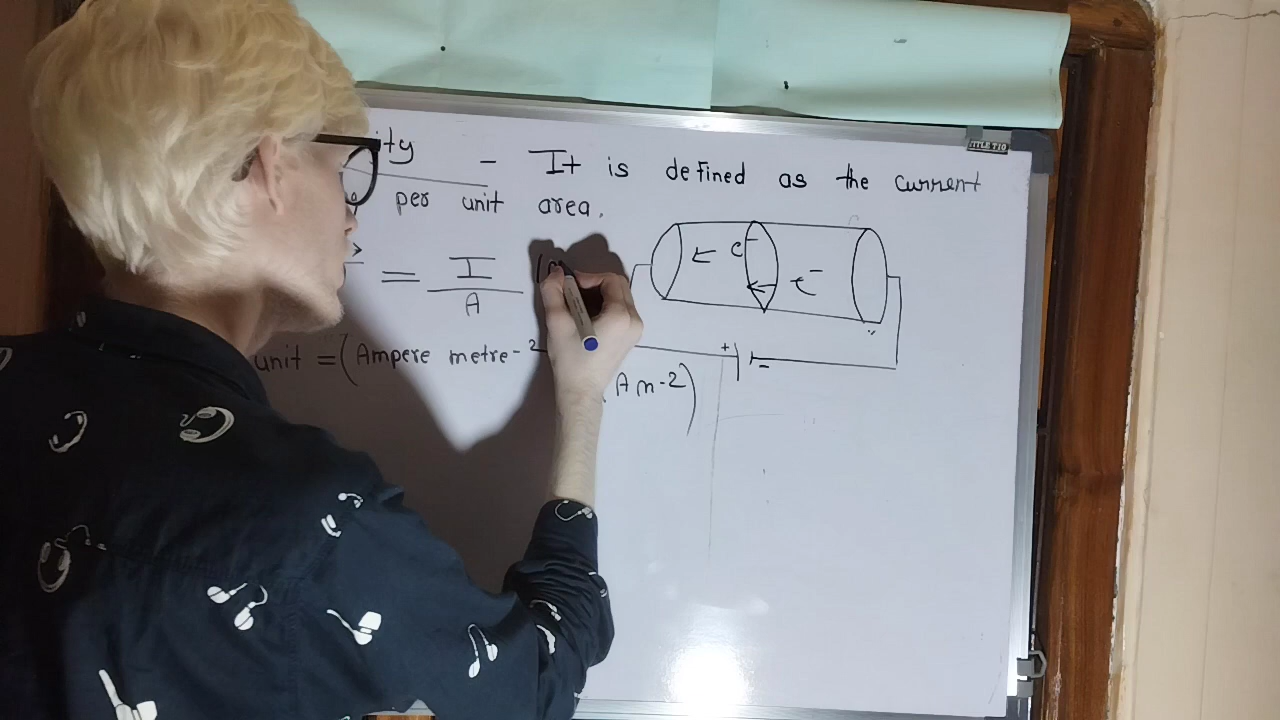 ity - It is defined as the current
per unit area.
= I
A
unit = (Ampere metre-2
Am-2)
e-
e-
+
-